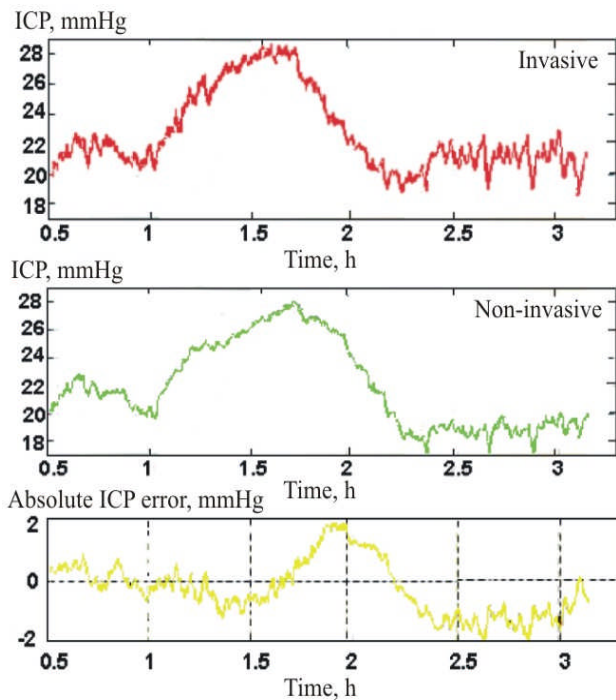 ICP, mmHg
Invasive
28
26
24
22
20
18
0.5 1 1.5 2 2.5 3
Time, h
ICP, mmHg
Non-invasive
28
26
24
22
20
18
0.5 1 1.5 2 2.5 3
Time, h
Absolute ICP error, mmHg
2
0
-2
0.5 1 1.5 2 2.5 3
Time, h